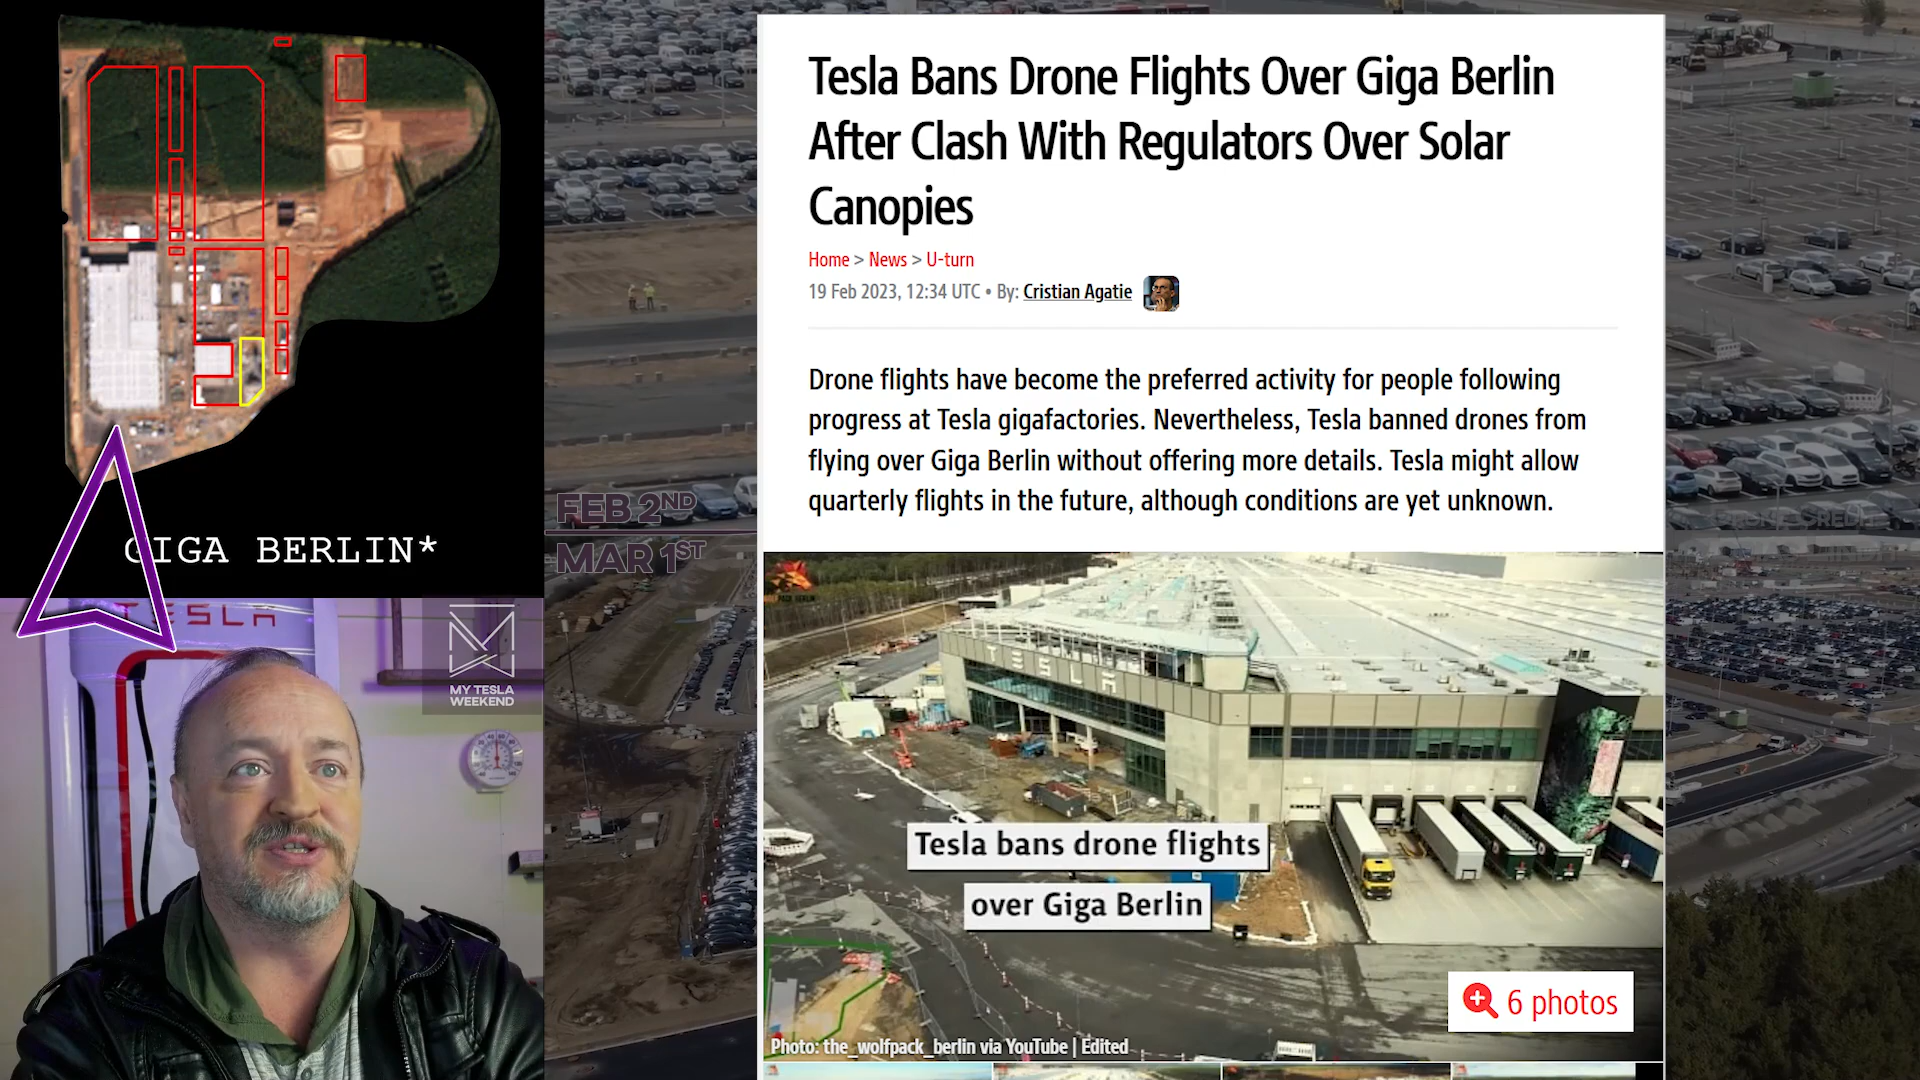 GIGA BERLIN*
TESLA
MY TESLA
WEEKEND
FEB 2ND
MAR 1ST
Tesla Bans Drone Flights Over Giga Berlin
After Clash With Regulators Over Solar
Canopies
Home > News > U-turn
19 Feb 2023, 12:34 UTC • By: Cristian Agatie
Drone flights have become the preferred activity for people following
progress at Tesla gigafactories. Nevertheless, Tesla banned drones from
flying over Giga Berlin without offering more details. Tesla might allow
quarterly flights in the future, although conditions are yet unknown.
TESLA
Tesla bans drone flights
over Giga Berlin
6 photos
Photo: the_wolfpack_berlin via YouTube | Edited